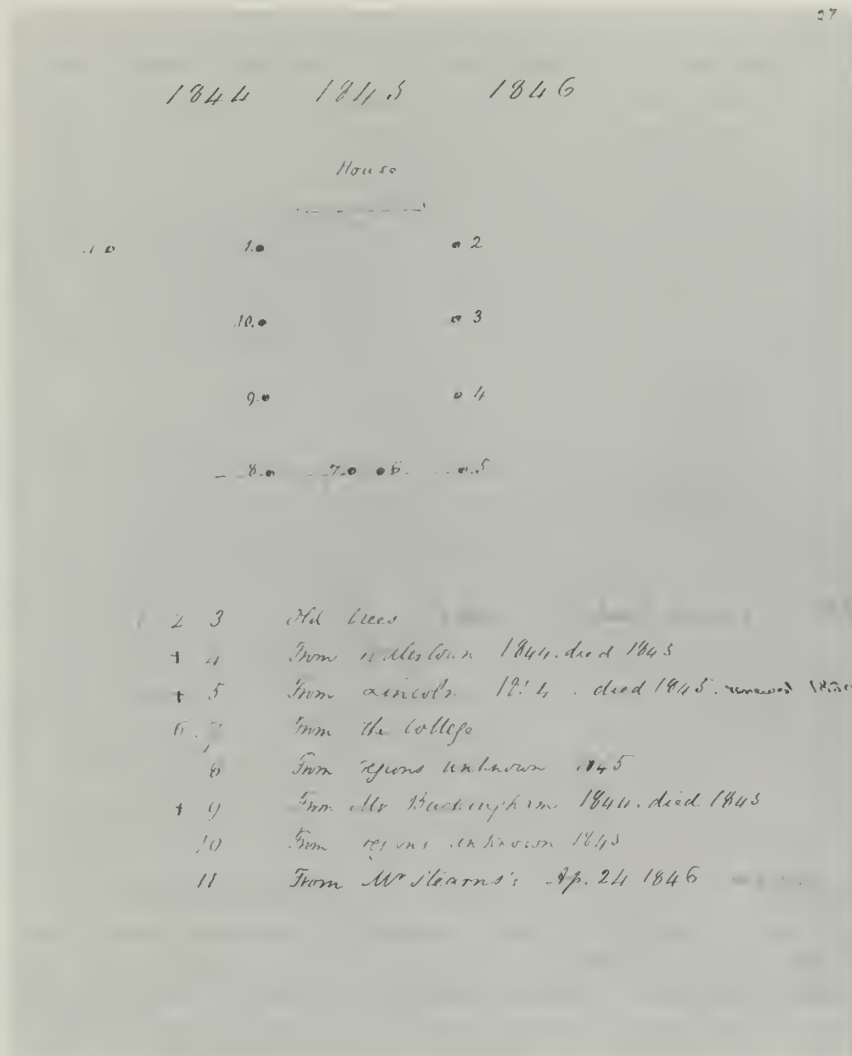 37
1844 1845 1846
House
1. 2
10. 3
9. 4
8. 7. 6. 5
1 2 3 Old trees
+ 4 From 1844. died 1845
+ 5 From Lincoln died 1845. renewed
6. 7 From the College
8 From regions unknown 1845
+ 9 From Mr Buckingham 1844. died 1845
10 From regions unknown 1845
11 From Mr Stearns's Ap. 24 1846